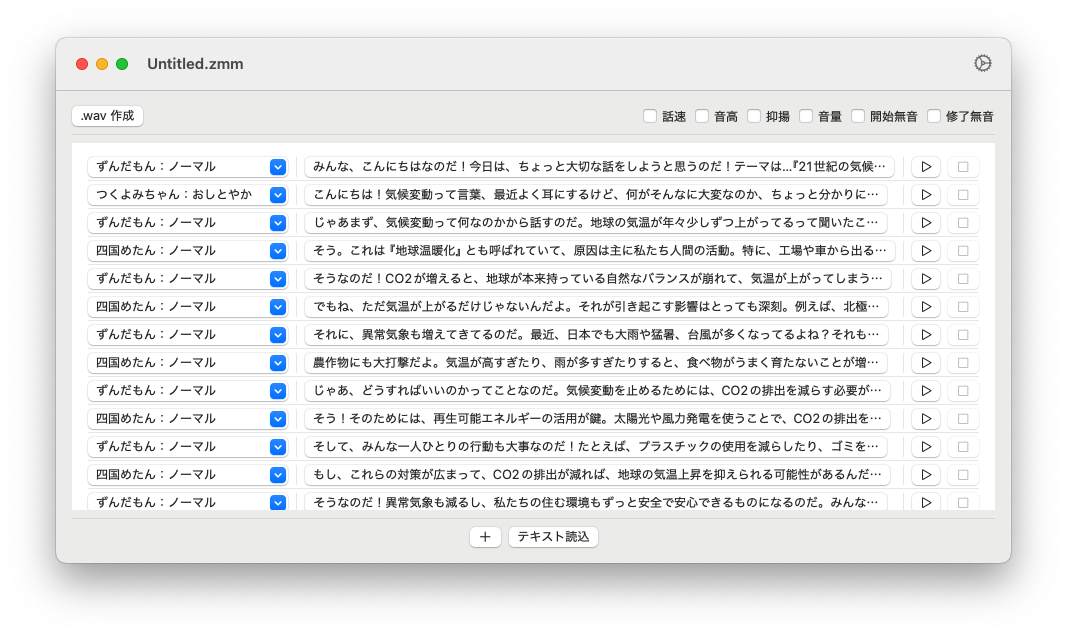 Untitled.zmm
.wav 作成
話速 音高 抑揚 音量 開始無音 修了無音
ずんだもん：ノーマル みんな、こんにちはなのだ！今日は、ちょっと大切な話をしようと思うのだ！テーマは...『21世紀の気候…
つくよみちゃん：おしとやか こんにちは！気候変動って言葉、最近よく耳にするけど、何がそんなに大変なのか、ちょっと分かりに…
ずんだもん：ノーマル じゃあまず、気候変動って何なのかから話すのだ。地球の気温が年々少しずつ上がってるって聞いたこ…
四国めたん：ノーマル そう。これは『地球温暖化』とも呼ばれていて、原因は主に私たち人間の活動。特に、工場や車から出る…
ずんだもん：ノーマル そうなのだ！CO2が増えると、地球が本来持っている自然なバランスが崩れて、気温が上がってしまう…
四国めたん：ノーマル でもね、ただ気温が上がるだけじゃないんだよ。それが引き起こす影響はとっても深刻。例えば、北極…
ずんだもん：ノーマル それに、異常気象も増えてきてるのだ。最近、日本でも大雨や猛暑、台風が多くなってるよね？それも…
四国めたん：ノーマル 農作物にも大打撃だよ。気温が高すぎたり、雨が多すぎたりすると、食べ物がうまく育たないことが増…
ずんだもん：ノーマル じゃあ、どうすればいいのかってことなのだ。気候変動を止めるためには、CO2の排出を減らす必要が…
四国めたん：ノーマル そう！そのためには、再生可能エネルギーの活用が鍵。太陽光や風力発電を使うことで、CO2の排出を…
ずんだもん：ノーマル そして、みんな一人ひとりの行動も大事なのだ！たとえば、プラスチックの使用を減らしたり、ゴミを…
四国めたん：ノーマル もし、これらの対策が広まって、CO2の排出が減れば、地球の気温上昇を抑えられる可能性があるんだ…
ずんだもん：ノーマル そうなのだ！異常気象も減るし、私たちの住む環境もずっと安全で安心できるものになるのだ。みんな…
＋ テキスト読込